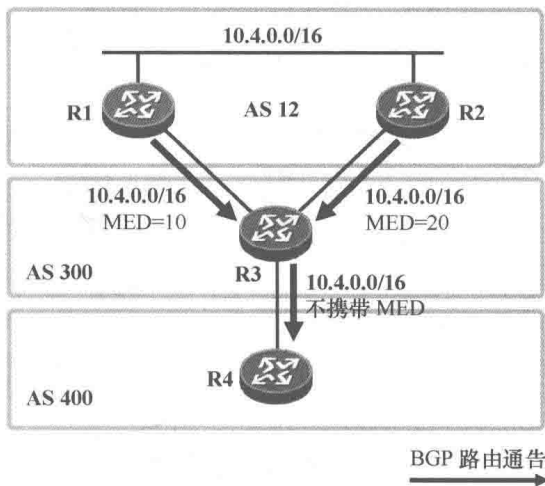 10.4.0.0/16
R1
AS 12
R2
10.4.0.0/16
MED=10
10.4.0.0/16
MED=20
R3
AS 300
10.4.0.0/16
不携带 MED
R4
AS 400
BGP 路由通告